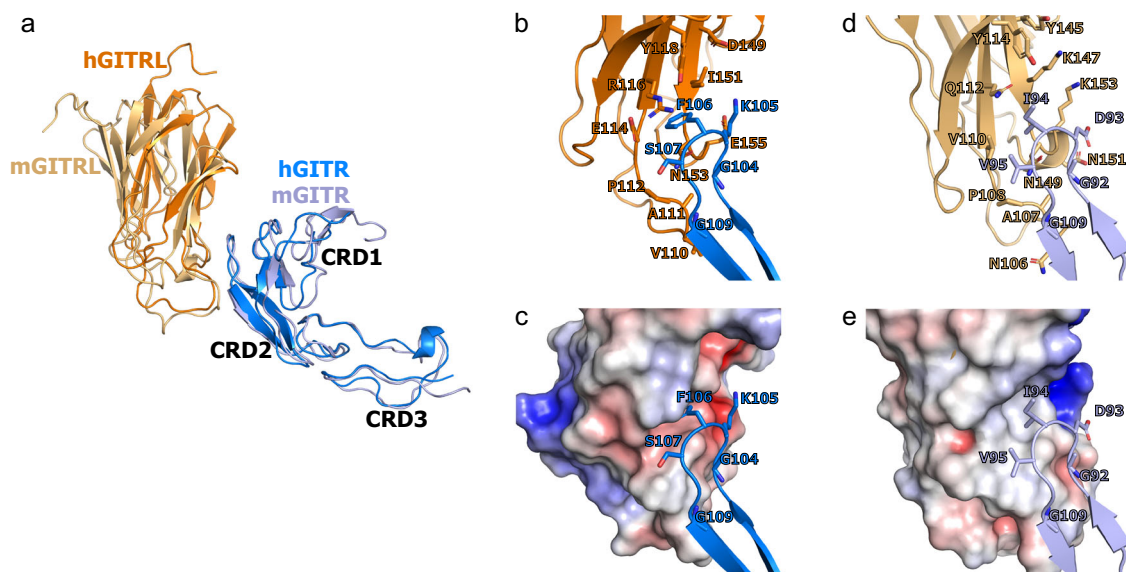 a
hGITRL
mGITRL
hGITR
mGITR
CRD1
CRD2
CRD3
b
Y118
D149
I151
R116
F106
K105
E114
S107
E155
G104
N153
P112
A111
G109
V110
c
F106
K105
S107
G104
G109
d
Y145
Y114
K147
Q112
K153
I94
D93
V110
V95
N151
N149
G92
P108
A107
G109
N106
e
I94
D93
V95
G92
G109